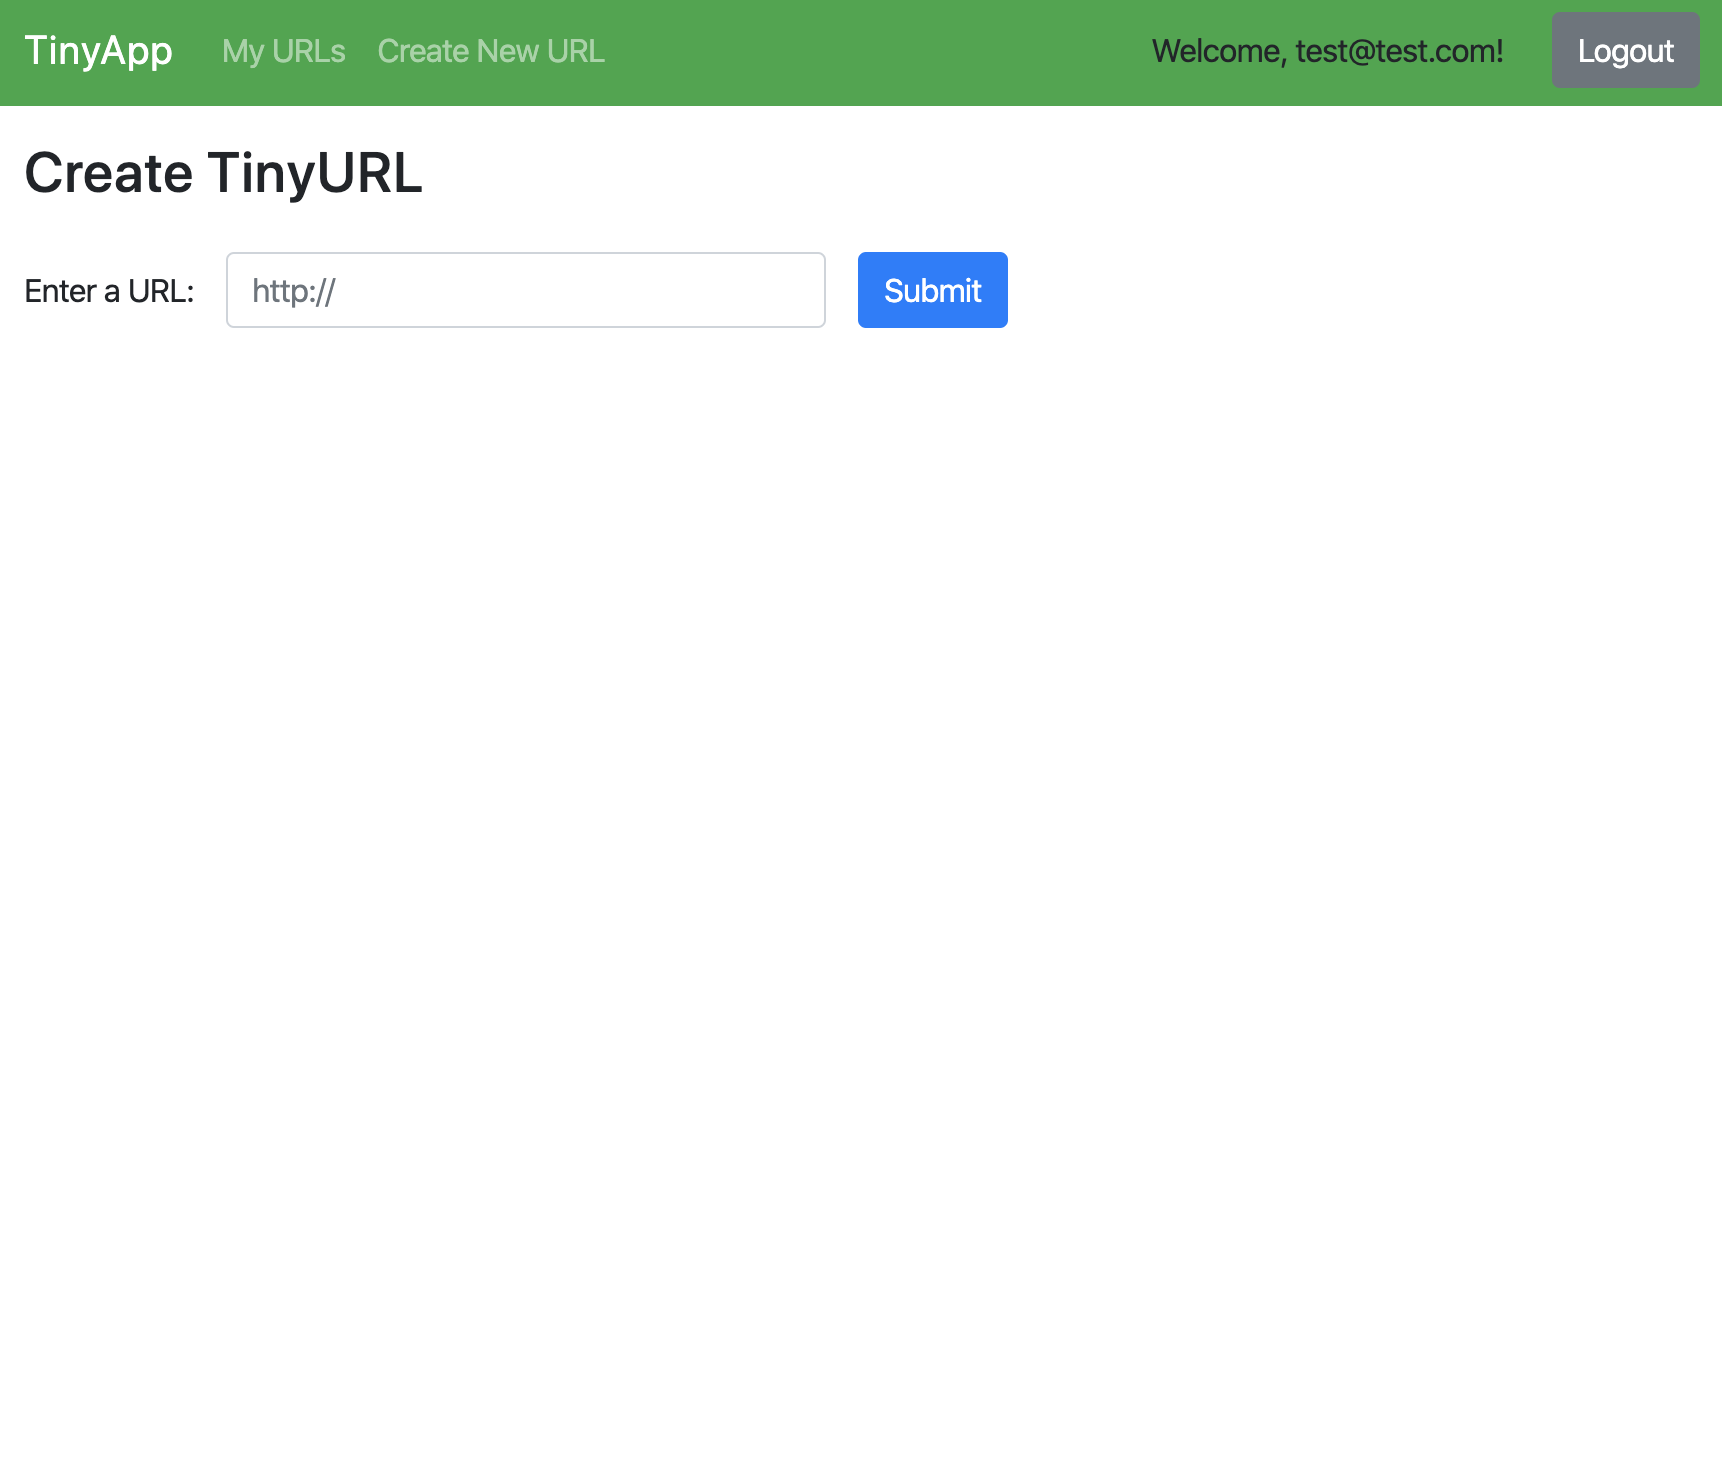 TinyApp My URLs Create New URL Welcome, test@test.com! Logout
Create TinyURL
Enter a URL: http:// Submit